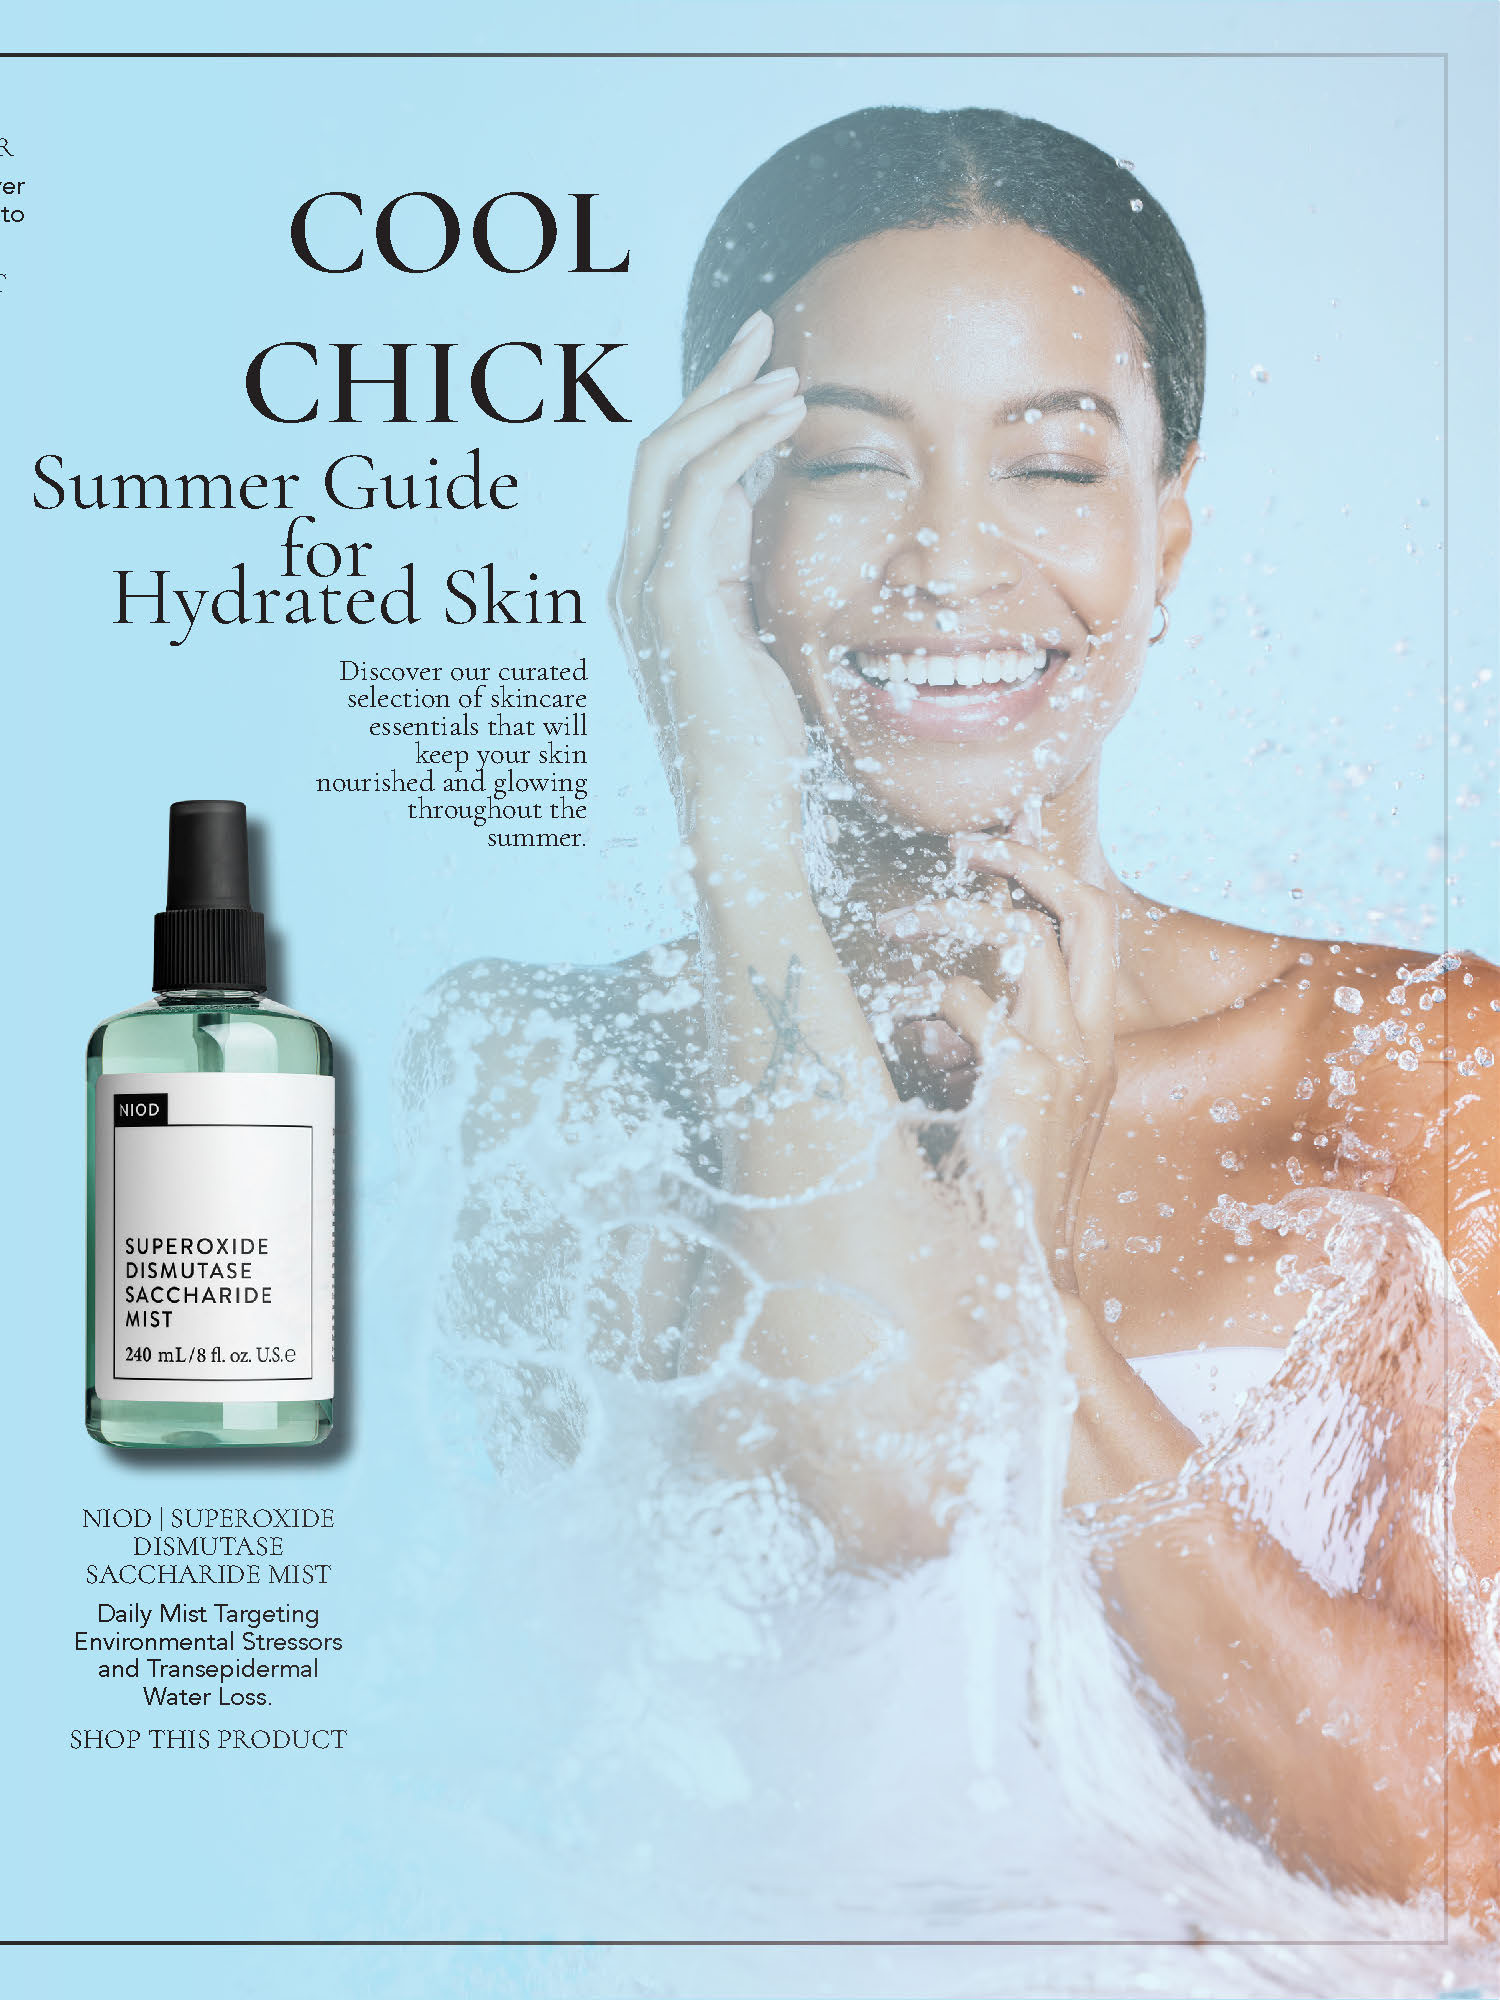 R
er
to
COOL
CHICK
Summer Guide
for
Hydrated Skin
Discover our curated
selection of skincare
essentials that will
keep your skin
nourished and glowing
throughout the
summer.
NIOD
SUPEROXIDE
DISMUTASE
SACCHARIDE
MIST
240 mL/8 fl. oz. U.S.e
NIOD | SUPEROXIDE
DISMUTASE
SACCHARIDE MIST
Daily Mist Targeting
Environmental Stressors
and Transepidermal
Water Loss.
SHOP THIS PRODUCT